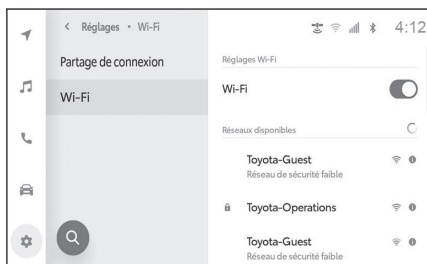 Réglages • Wi-Fi
4:12
Partage de connexion
Wi-Fi
Réglages Wi-Fi
Wi-Fi
Réseaux disponibles
Toyota-Guest
Réseau de sécurité faible
Toyota-Operations
Toyota-Guest
Réseau de sécurité faible